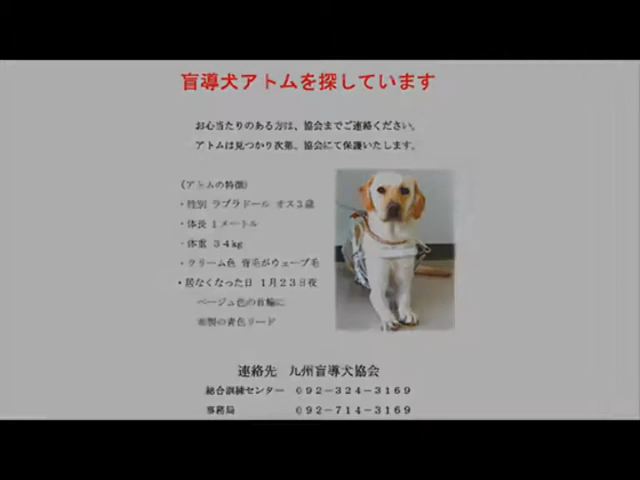 盲導犬アトムを探しています
お心当たりのある方は、協会までご連絡ください。
アトムは見つかり次第、協会にて保護いたします。
(アトムの特徴)
・性別 ラブラドール オス3歳
・体長 1メートル
・体重 34kg
・クリーム色 背毛がウェーブ毛
・居なくなった日 1月23日夜
ベージュ色の首輪に
製の青色リード
連絡先 九州盲導犬協会
総合訓練センター 092-324-3169
事務局 092-714-3169